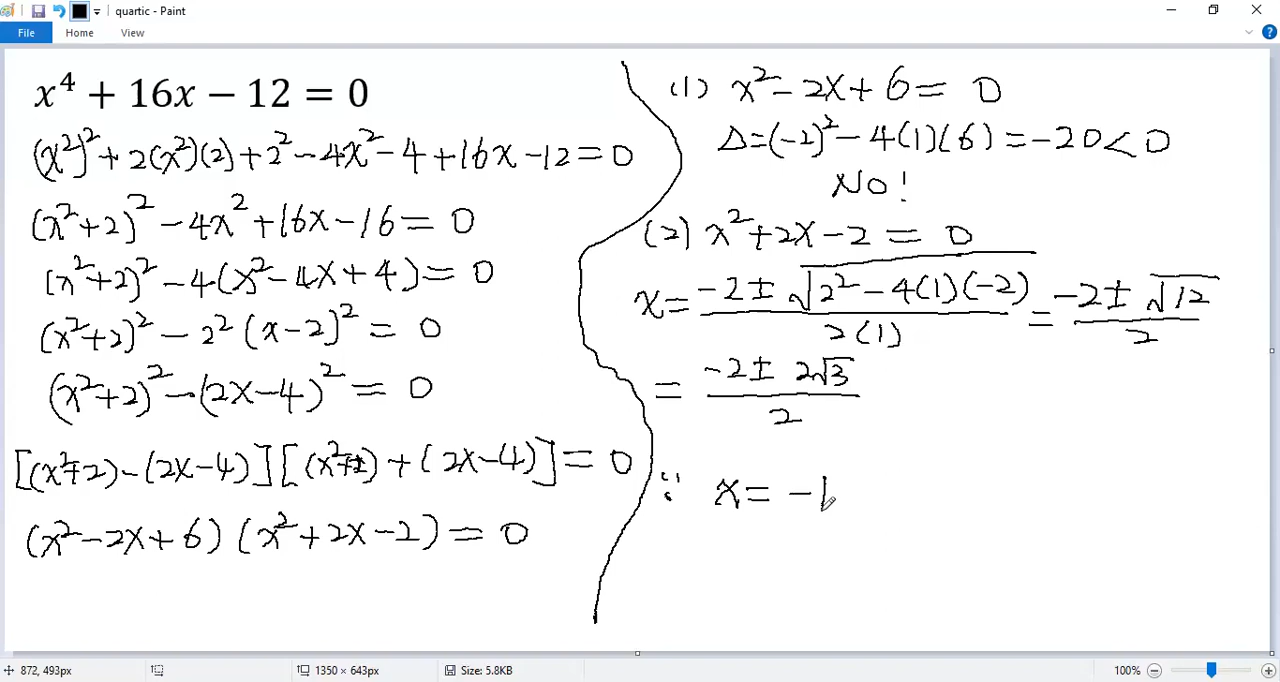 quartic - Paint
File Home View
x⁴ + 16x − 12 = 0
(x²)² + 2(x²)(2) + 2² − 4x² − 4 + 16x − 12 = 0
(x² + 2)² − 4x² + 16x − 16 = 0
(x² + 2)² − 4(x² − 4x + 4) = 0
(x² + 2)² − 2²(x − 2)² = 0
(x² + 2)² − (2x − 4)² = 0
[(x² + 2) − (2x − 4)][(x² + 2) + (2x − 4)] = 0
(x² − 2x + 6)(x² + 2x − 2) = 0
(1) x² − 2x + 6 = 0
Δ = (−2)² − 4(1)(6) = −20 < 0
No!
(2) x² + 2x − 2 = 0
x = (−2 ± √(2² − 4(1)(−2))) / 2(1) = (−2 ± √12) / 2
= (−2 ± 2√3) / 2
∵ x = −1
872, 493px 1350 × 643px Size: 5.8KB 100%